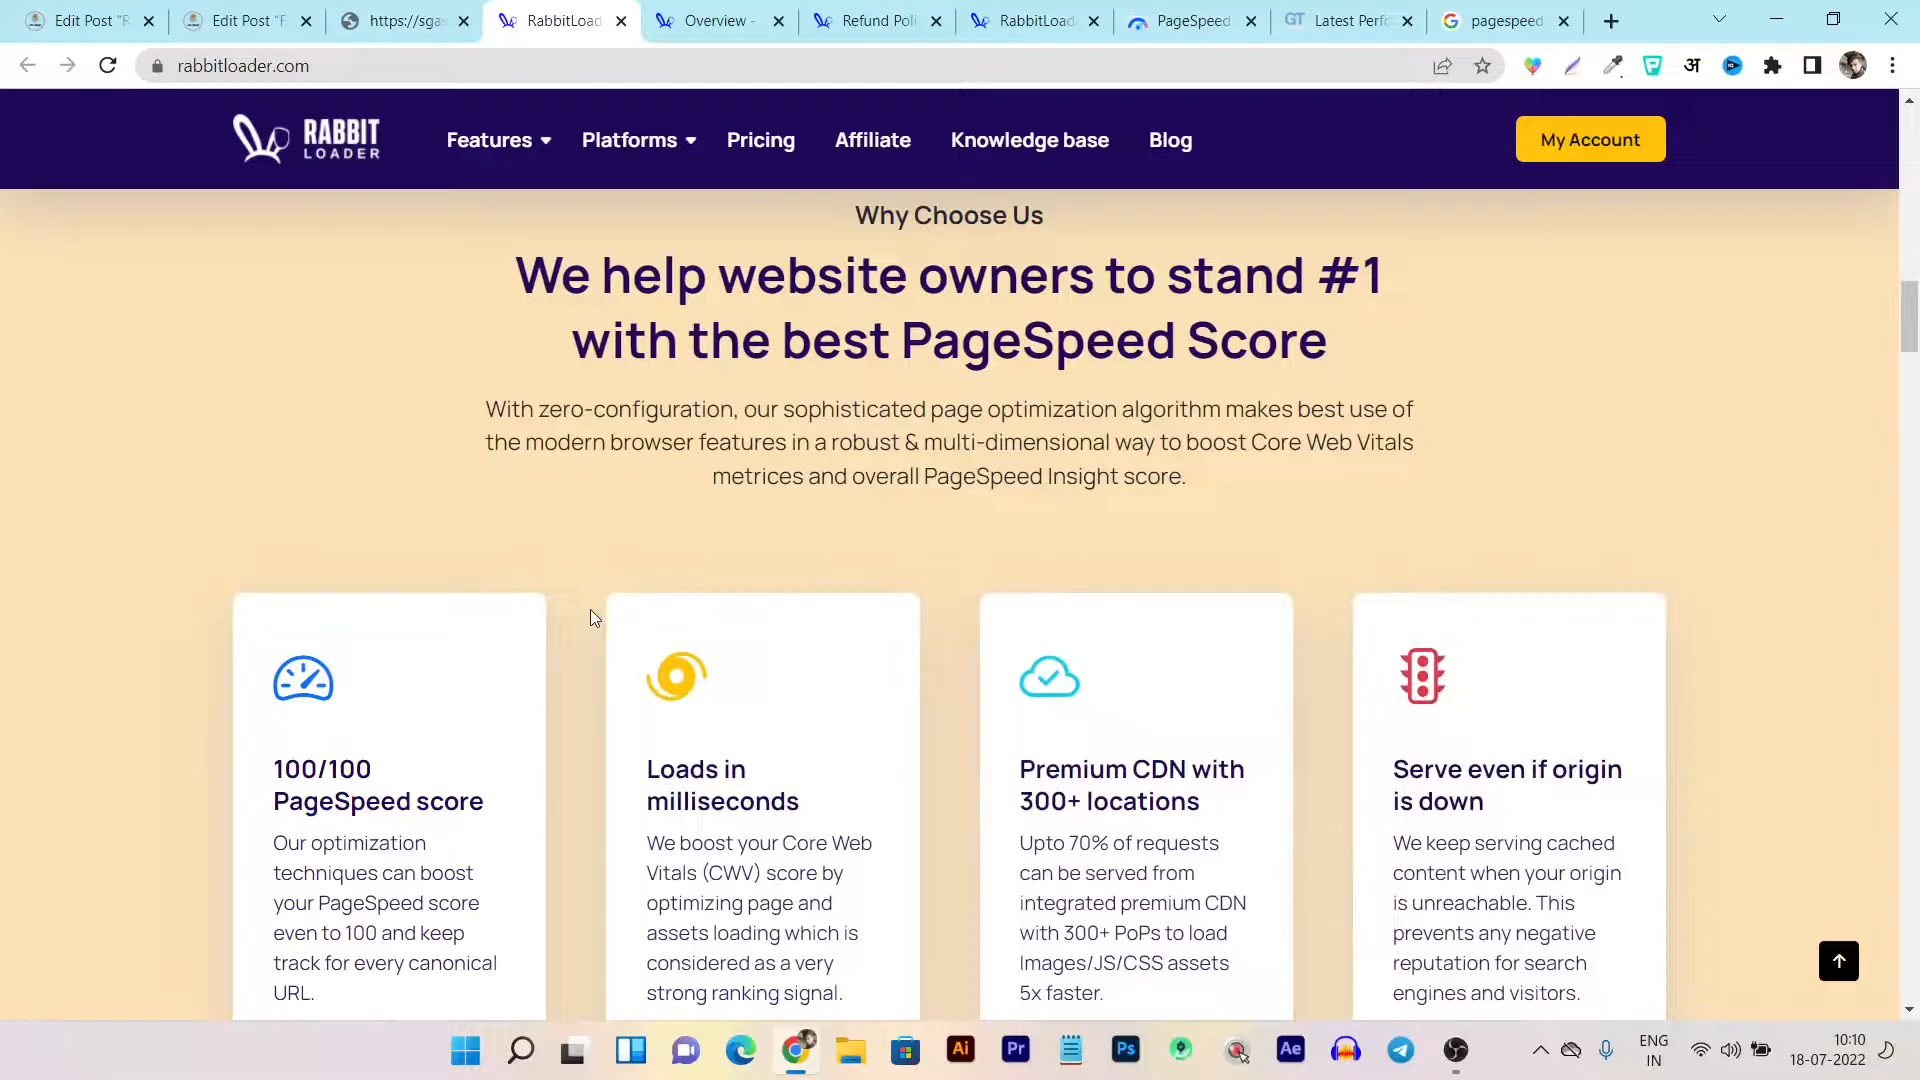 Edit Post "R
Edit Post "F
https://sgas
RabbitLoad
Overview -
Refund Poli
RabbitLoad
PageSpeed
GT Latest Perfo
pagespeed
rabbitloader.com
अ
RABBIT
LOADER
Features
Platforms
Pricing
Affiliate
Knowledge base
Blog
My Account
Why Choose Us
We help website owners to stand #1
with the best PageSpeed Score
With zero-configuration, our sophisticated page optimization algorithm makes best use of
the modern browser features in a robust & multi-dimensional way to boost Core Web Vitals
metrices and overall PageSpeed Insight score.
100/100
PageSpeed score
Our optimization
techniques can boost
your PageSpeed score
even to 100 and keep
track for every canonical
URL.
Loads in
milliseconds
We boost your Core Web
Vitals (CWV) score by
optimizing page and
assets loading which is
considered as a very
strong ranking signal.
Premium CDN with
300+ locations
Upto 70% of requests
can be served from
integrated premium CDN
with 300+ PoPs to load
Images/JS/CSS assets
5x faster.
Serve even if origin
is down
We keep serving cached
content when your origin
is unreachable. This
prevents any negative
reputation for search
engines and visitors.
Ai
Pr
Ps
Ae
ENG
IN
10:10
18-07-2022